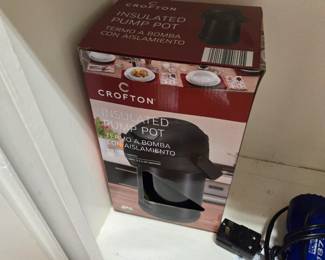 CROFTON
INSULATED
PUMP POT
TERMO A BOMBA
CON AISLAMIENTO
C
CROFTON
INSULATED
PUMP POT
TERMO A BOMBA
CON AISLAMIENTO